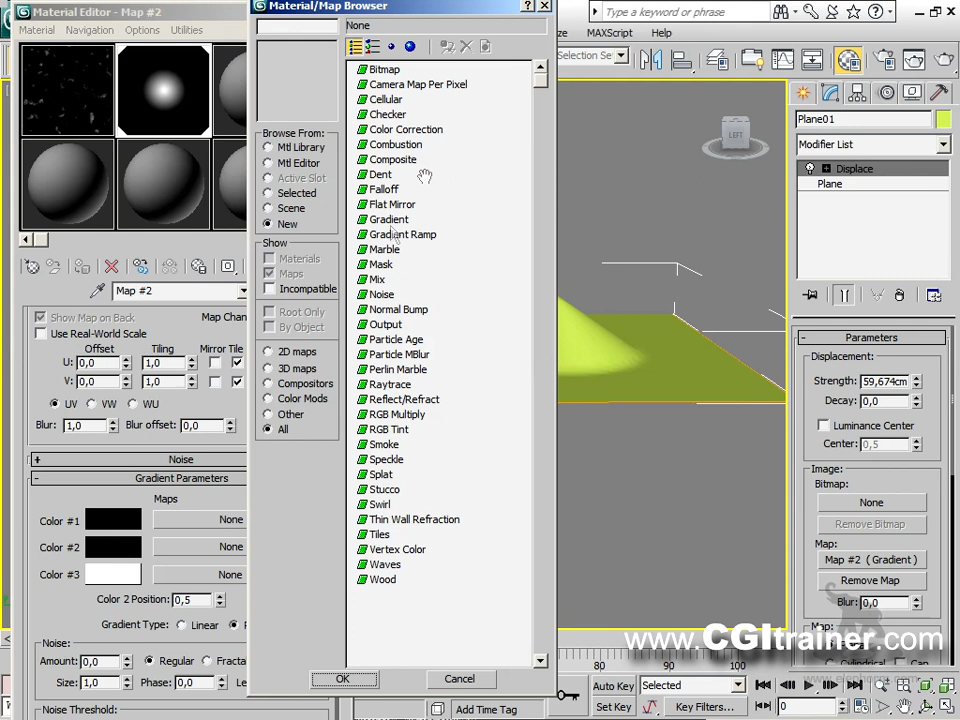 Material Editor - Map #2
Material Navigation Options Utilities
Show Map on Back
Map Chan
Use Real-World Scale
Offset Tiling Mirror Tile
U: 0,0 1,0
V: 0,0 1,0
UV VW WU
Blur: 1,0 Blur offset: 0,0
Map #2
+ Noise
- Gradient Parameters
Maps
Color #1 None
Color #2 None
Color #3 None
Color 2 Position: 0,5
Gradient Type: Linear R
Noise:
Amount: 0,0 Regular Fracta
Size: 1,0 Phase: 0,0 Le
Noise Threshold:
Material/Map Browser
None
Browse From:
Mtl Library
Mtl Editor
Active Slot
Selected
Scene
New
Show
Materials
Maps
Incompatible
Root Only
By Object
2D maps
3D maps
Compositors
Color Mods
Other
All
Bitmap
Camera Map Per Pixel
Cellular
Checker
Color Correction
Combustion
Composite
Dent
Falloff
Flat Mirror
Gradient
Gradient Ramp
Marble
Mask
Mix
Noise
Normal Bump
Output
Particle Age
Particle MBlur
Perlin Marble
Raytrace
Reflect/Refract
RGB Multiply
RGB Tint
Smoke
Speckle
Splat
Stucco
Swirl
Thin Wall Refraction
Tiles
Vertex Color
Waves
Wood
OK Cancel
Type a keyword or phrase
MAXScript Help
Selection Se
LEFT
Plane01
Modifier List
Displace
Plane
- Parameters
Displacement:
Strength: 59,674cm
Decay: 0,0
Luminance Center
Center: 0,5
Image:
Bitmap:
None
Remove Bitmap
Map:
Map #2 (Gradient)
Remove Map
Blur: 0,0
Map:
Cylindrical Cap
www.CGItrainer.com
80 90 100
Auto Key Selected
Set Key Key Filters...
0
Add Time Tag